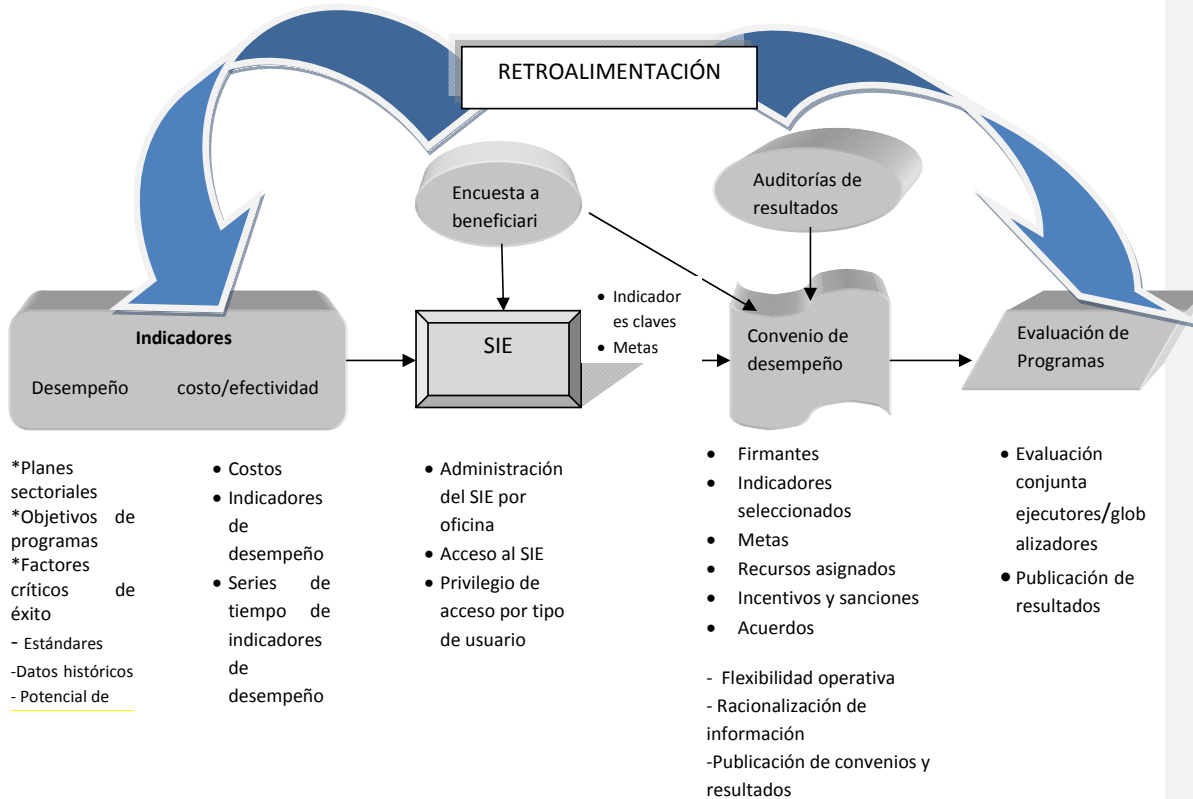 RETROALIMENTACIÓN
Encuesta a
beneficiari
Auditorías de
resultados
Indicadores
Desempeño costo/efectividad
SIE
• Indicador
es claves
• Metas
Convenio de
desempeño
Evaluación de
Programas
*Planes
sectoriales
*Objetivos de
programas
*Factores
críticos de
éxito
- Estándares
-Datos históricos
- Potencial de
• Costos
• Indicadores
de
desempeño
• Series de
tiempo de
indicadores
de
desempeño
• Administración
del SIE por
oficina
• Acceso al SIE
• Privilegio de
acceso por tipo
de usuario
• Firmantes
• Indicadores
seleccionados
• Metas
• Recursos asignados
• Incentivos y sanciones
• Acuerdos
- Flexibilidad operativa
- Racionalización de
información
-Publicación de convenios y
resultados
• Evaluación
conjunta
ejecutores/glob
alizadores
• Publicación de
resultados